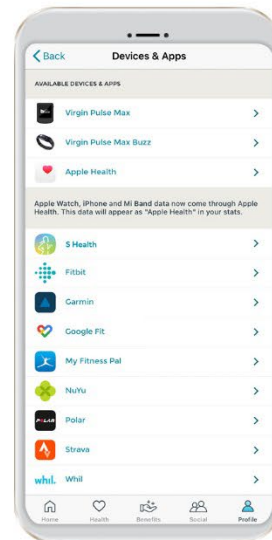 Back Devices & Apps
AVAILABLE DEVICES & APPS
Virgin Pulse Max
Virgin Pulse Max Buzz
Apple Health
Apple Watch, iPhone and Mi Band data now come through Apple
Health. This data will appear as "Apple Health" in your stats.
S Health
Fitbit
Garmin
Google Fit
My Fitness Pal
NuYu
POLAR Polar
Strava
whil. Whil
Home Health Benefits Social Profile